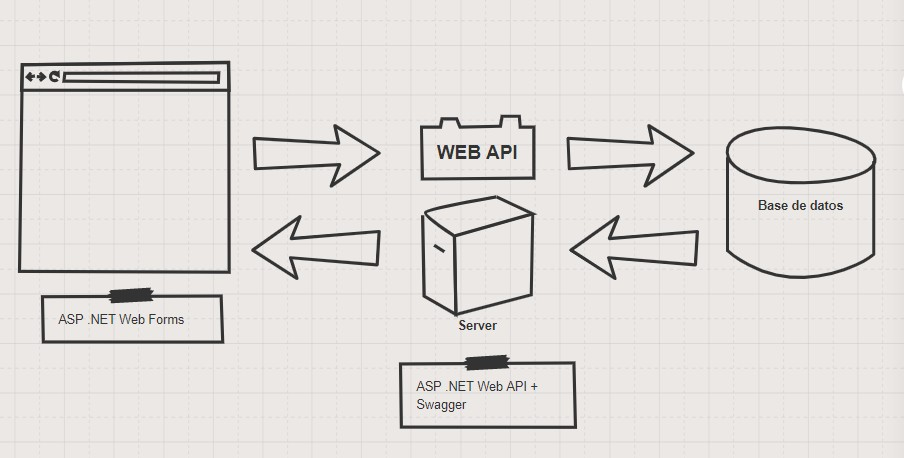 WEB API
Base de datos
ASP .NET Web Forms
Server
ASP .NET Web API +
Swagger